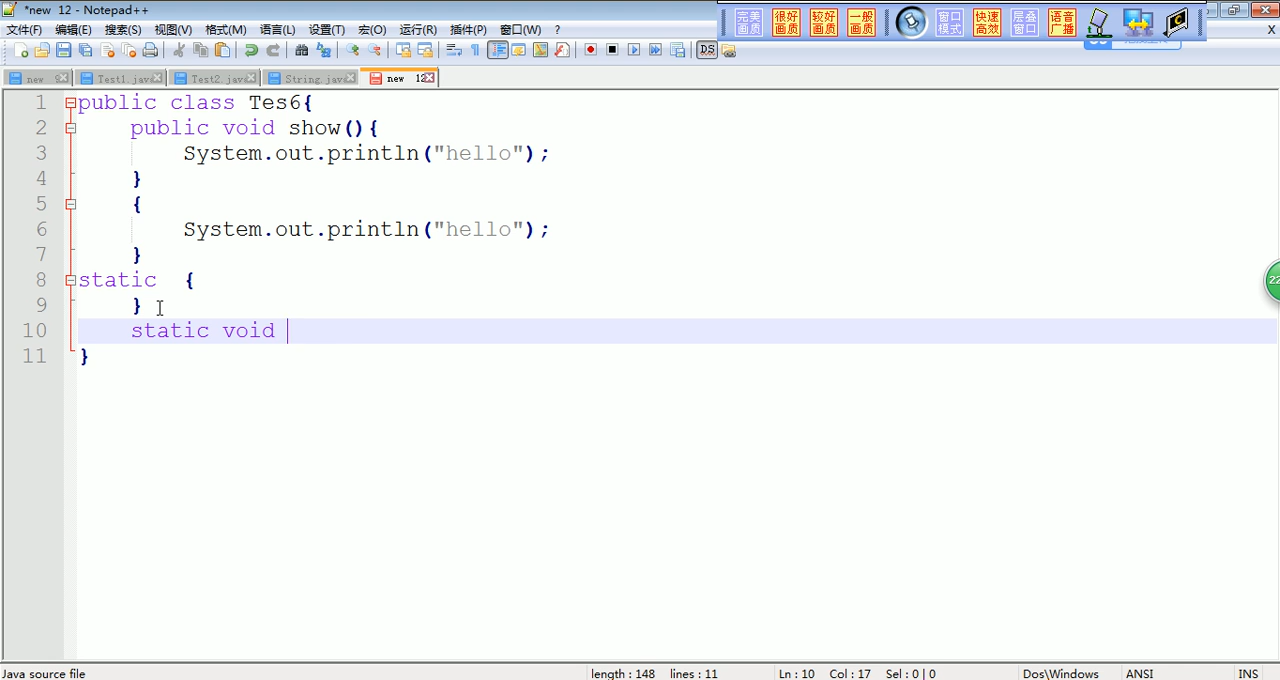 *new 12 - Notepad++
完美画质 很好画质 较好画质 一般画质 窗口模式 快速高效 层叠窗口 语音广播
文件(F) 编辑(E) 搜索(S) 视图(V) 格式(M) 语言(L) 设置(T) 宏(O) 运行(R) 插件(P) 窗口(W) ? X
new Test1.java Test2.java String.java new 12
1 public class Tes6{
2 public void show(){
3 System.out.println("hello");
4 }
5 {
6 System.out.println("hello");
7 }
8 static {
9 }
10 static void
11 }
22
Java source file length : 148 lines : 11 Ln : 10 Col : 17 Sel : 0 | 0 Dos\Windows ANSI INS